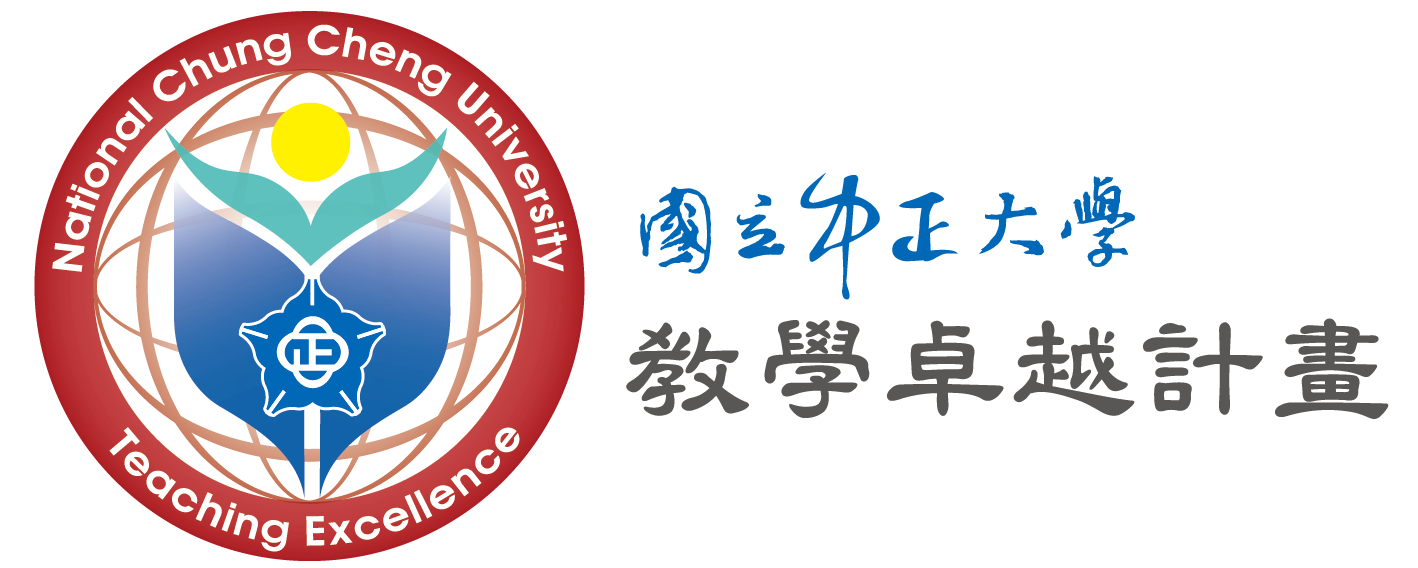 National Chung Cheng University
正
Teaching Excellence
國立中正大學
教學卓越計畫